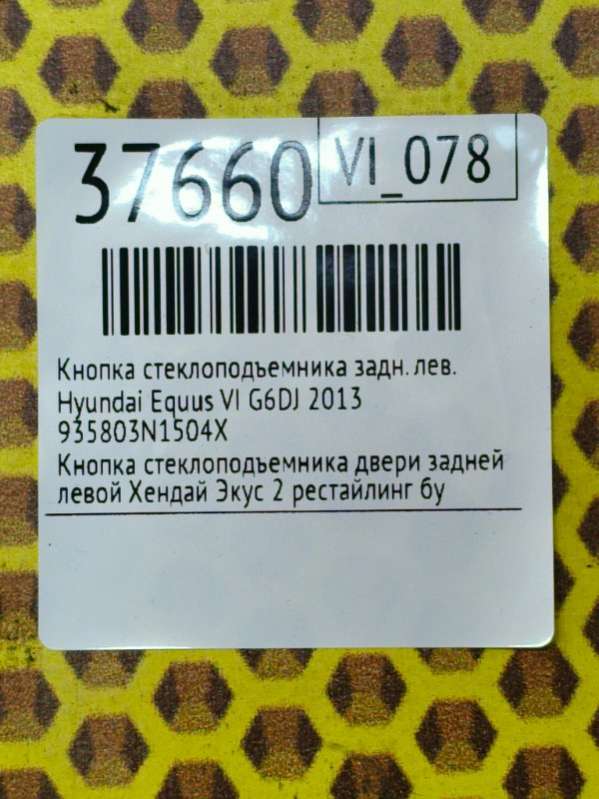 37660
VI_078
Кнопка стеклоподъемника задн. лев.
Hyundai Equus VI G6DJ 2013
935803N1504X
Кнопка стеклоподъемника двери задней
левой Хендай Экус 2 рестайлинг бу